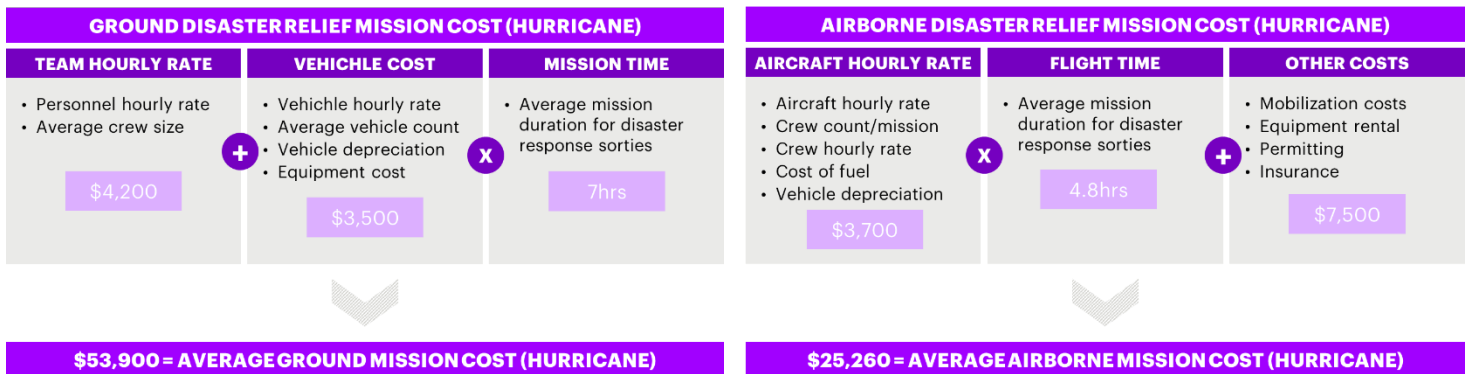 GROUND DISASTER RELIEF MISSION COST (HURRICANE)
TEAM HOURLY RATE
• Personnel hourly rate
• Average crew size
$4,200
+
VEHICHLE COST
• Vehichle hourly rate
• Average vehicle count
• Vehicle depreciation
• Equipment cost
$3,500
x
MISSION TIME
• Average mission
duration for disaster
response sorties
7hrs
$53,900 = AVERAGE GROUND MISSION COST (HURRICANE)
AIRBORNE DISASTER RELIEF MISSION COST (HURRICANE)
AIRCRAFT HOURLY RATE
• Aircraft hourly rate
• Crew count/mission
• Crew hourly rate
• Cost of fuel
• Vehicle depreciation
$3,700
x
FLIGHT TIME
• Average mission
duration for disaster
response sorties
4.8hrs
+
OTHER COSTS
• Mobilization costs
• Equipment rental
• Permitting
• Insurance
$7,500
$25,260 = AVERAGE AIRBORNE MISSION COST (HURRICANE)